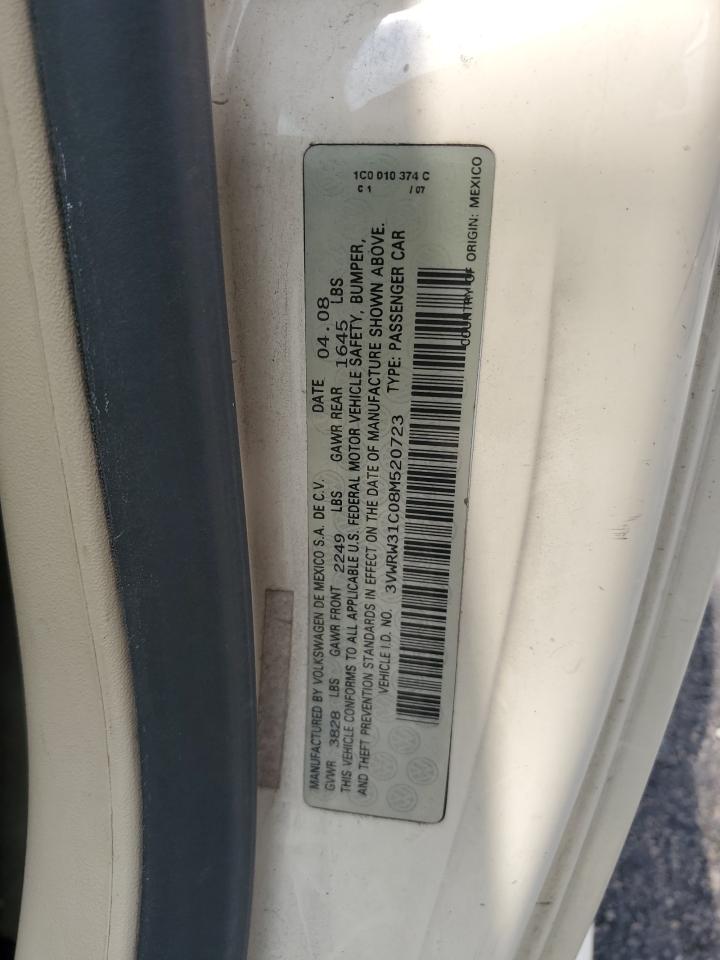 MANUFACTURED BY VOLKSWAGEN DE MEXICO S.A. DE C.V. DATE 04.08
GVWR 3828 LBS GAWR FRONT 2249 LBS GAWR REAR 1645 LBS
THIS VEHICLE CONFORMS TO ALL APPLICABLE U.S. FEDERAL MOTOR VEHICLE SAFETY, BUMPER,
AND THEFT PREVENTION STANDARDS IN EFFECT ON THE DATE OF MANUFACTURE SHOWN ABOVE.
VEHICLE I.D. NO. 3VWRW31C08M520723 TYPE: PASSENGER CAR
COUNTRY OF ORIGIN: MEXICO
1C0 010 374 C
C 1 / 07